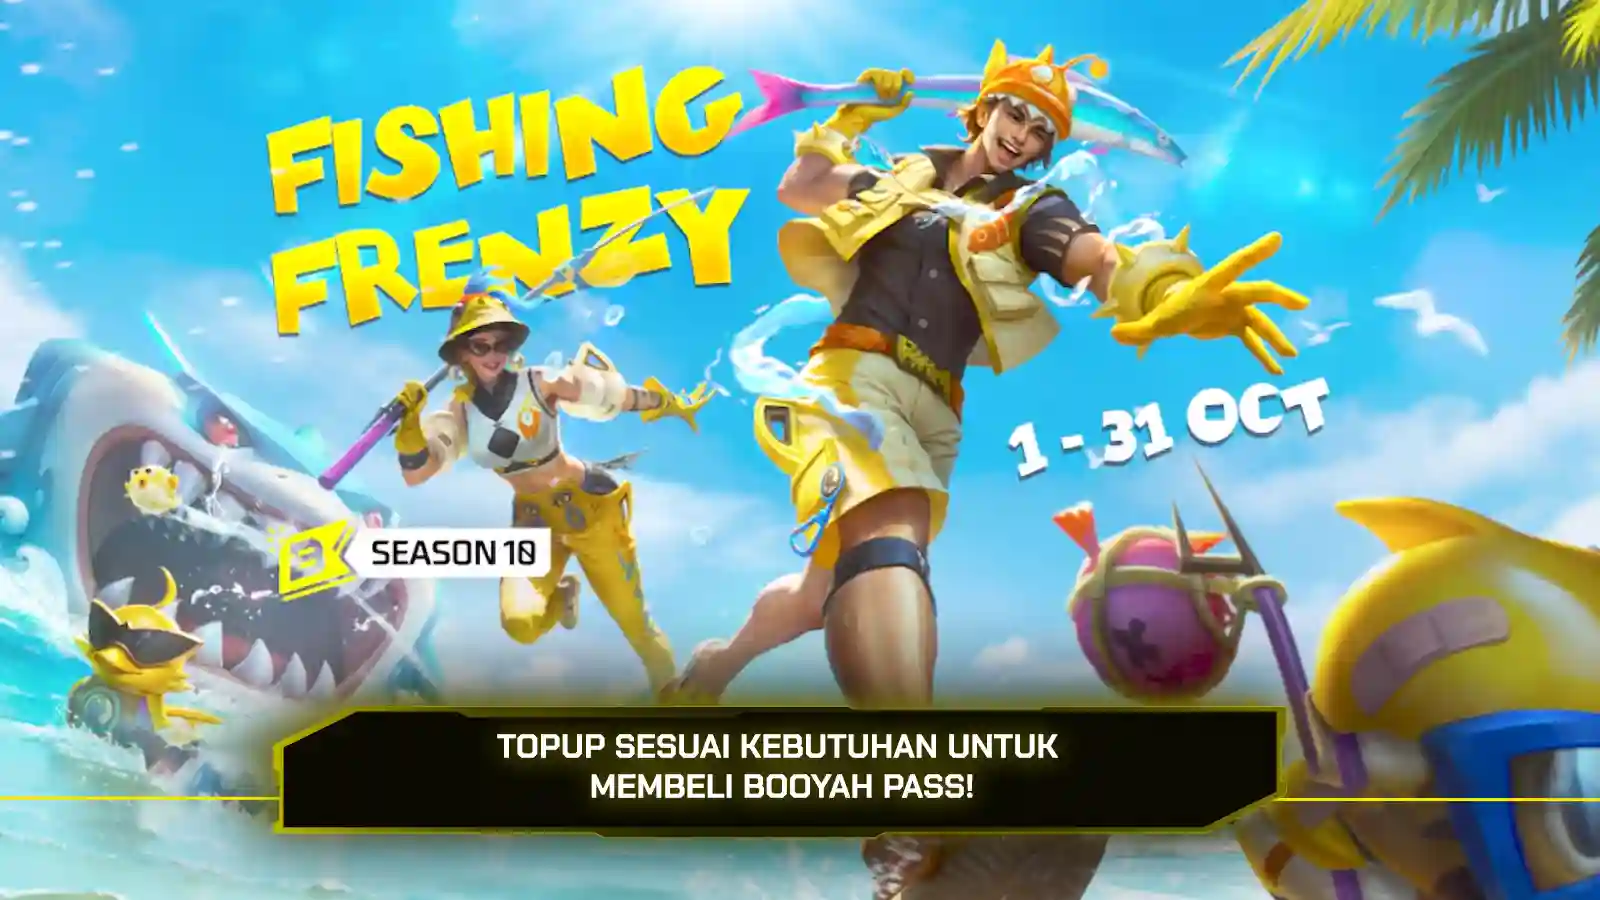 FISHING
FRENZY
1 - 31 OCT
SEASON 10
TOPUP SESUAI KEBUTUHAN UNTUK
MEMBELI BOOYAH PASS!